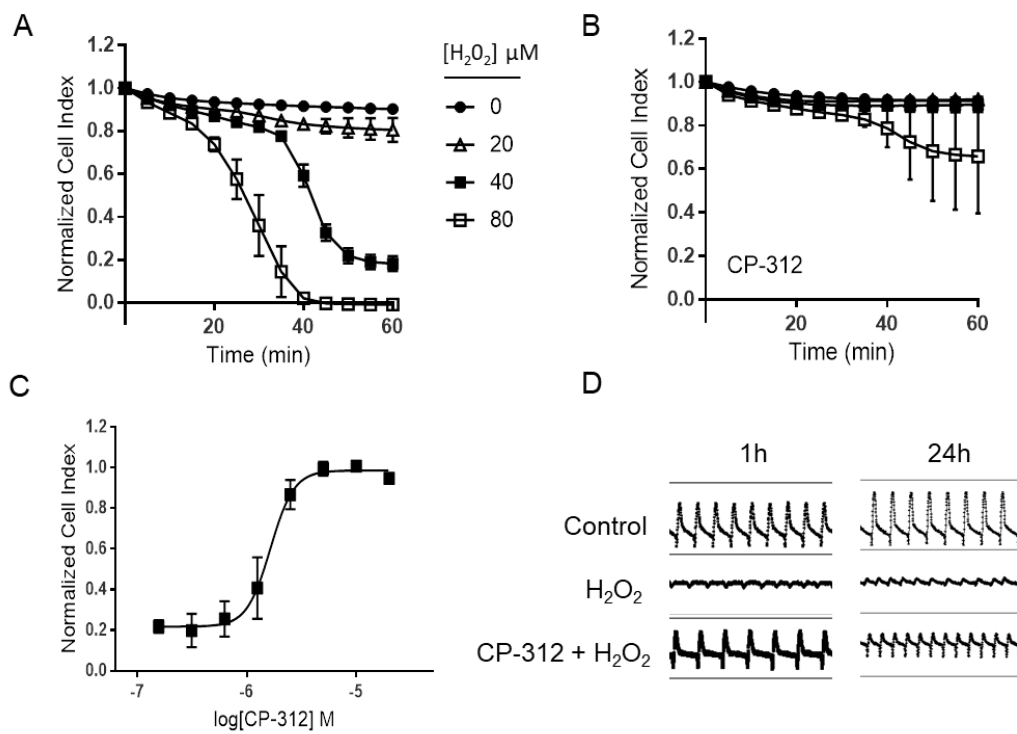 A
Normalized Cell Index
1.2
1.0
0.8
0.6
0.4
0.2
0.0
20
40
60
Time (min)
[H₂0₂] µM
0
20
40
80
B
Normalized Cell Index
1.2
1.0
0.8
0.6
0.4
0.2
0.0
CP-312
20
40
60
Time (min)
C
Normalized Cell Index
1.2
1.0
0.8
0.6
0.4
0.2
0.0
-7
-6
-5
log[CP-312] M
D
1h
24h
Control
H₂O₂
CP-312 + H₂O₂